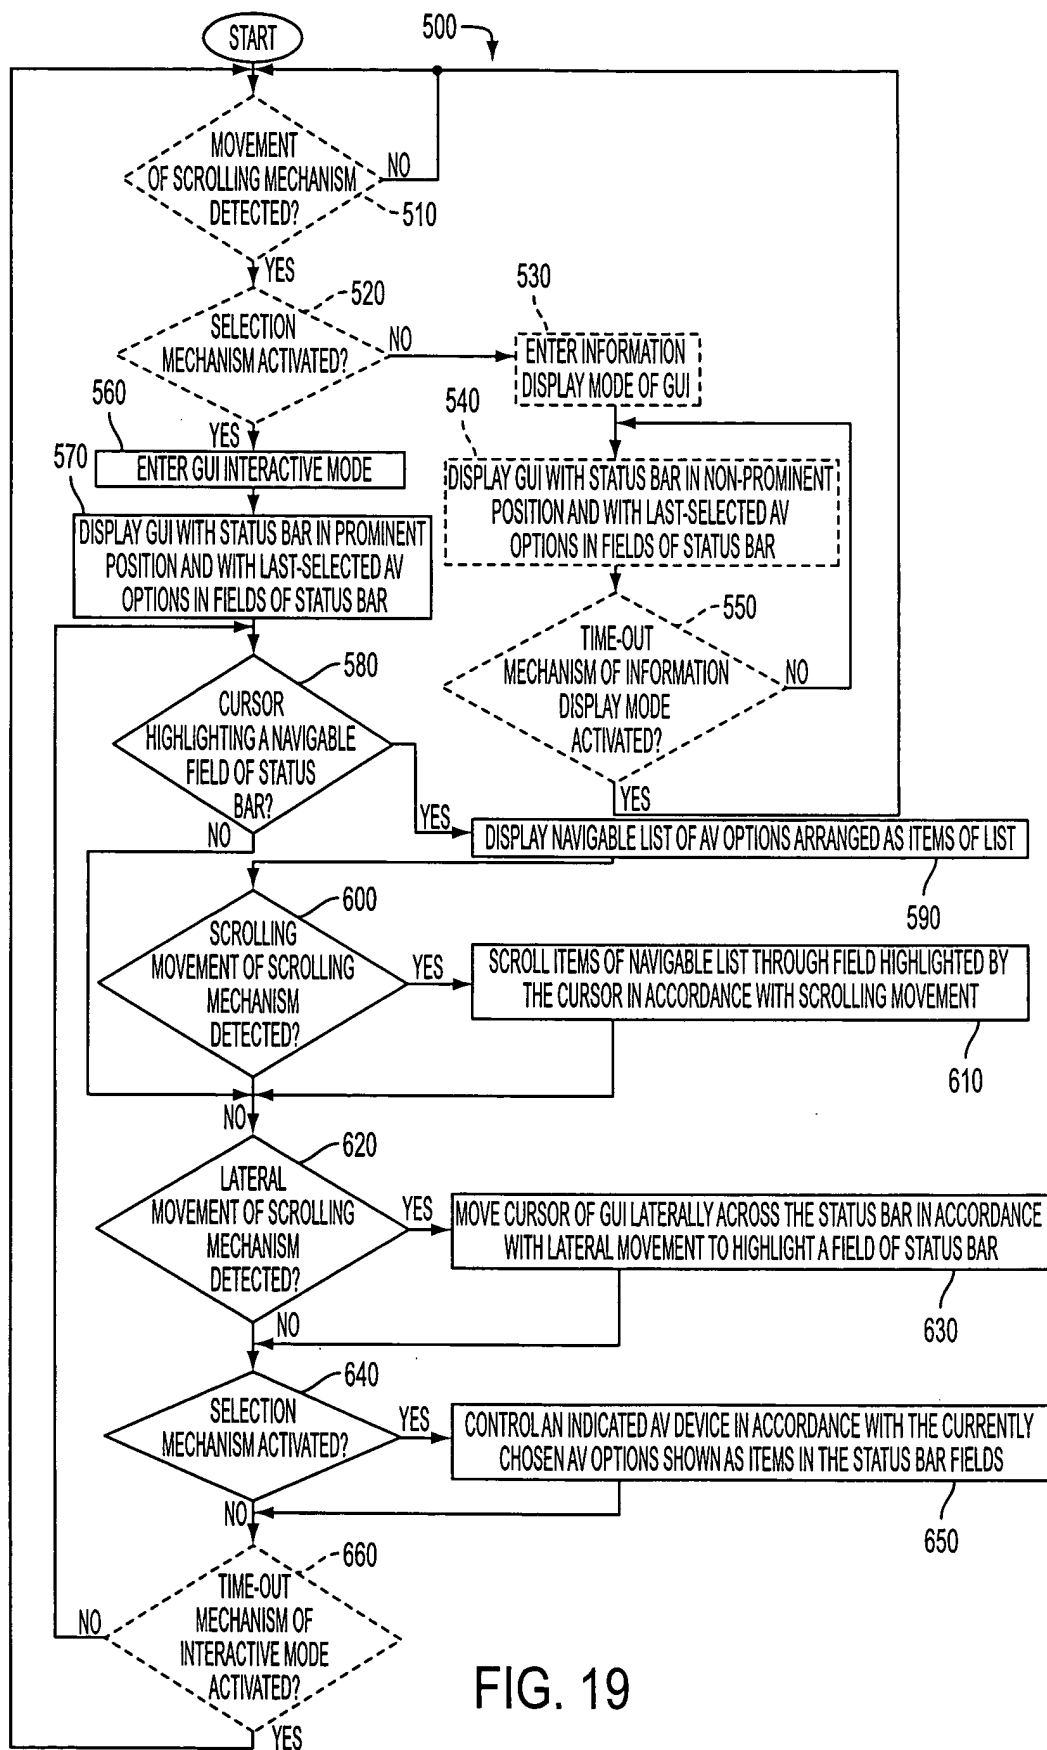 START
500
MOVEMENT
OF SCROLLING MECHANISM
DETECTED?
NO
510
YES
520
SELECTION
MECHANISM ACTIVATED?
NO
530
ENTER INFORMATION
DISPLAY MODE OF GUI
560
YES
ENTER GUI INTERACTIVE MODE
540
DISPLAY GUI WITH STATUS BAR IN NON-PROMINENT
POSITION AND WITH LAST-SELECTED AV
OPTIONS IN FIELDS OF STATUS BAR
570
DISPLAY GUI WITH STATUS BAR IN PROMINENT
POSITION AND WITH LAST-SELECTED AV
OPTIONS IN FIELDS OF STATUS BAR
550
TIME-OUT
MECHANISM OF INFORMATION
DISPLAY MODE
ACTIVATED?
NO
YES
580
CURSOR
HIGHLIGHTING A NAVIGABLE
FIELD OF STATUS
BAR?
NO
YES
DISPLAY NAVIGABLE LIST OF AV OPTIONS ARRANGED AS ITEMS OF LIST
590
600
SCROLLING
MOVEMENT OF SCROLLING
MECHANISM
DETECTED?
YES
SCROLL ITEMS OF NAVIGABLE LIST THROUGH FIELD HIGHLIGHTED BY
THE CURSOR IN ACCORDANCE WITH SCROLLING MOVEMENT
610
NO
620
LATERAL
MOVEMENT OF SCROLLING
MECHANISM
DETECTED?
YES
MOVE CURSOR OF GUI LATERALLY ACROSS THE STATUS BAR IN ACCORDANCE
WITH LATERAL MOVEMENT TO HIGHLIGHT A FIELD OF STATUS BAR
630
NO
640
SELECTION
MECHANISM ACTIVATED?
YES
CONTROL AN INDICATED AV DEVICE IN ACCORDANCE WITH THE CURRENTLY
CHOSEN AV OPTIONS SHOWN AS ITEMS IN THE STATUS BAR FIELDS
650
NO
660
TIME-OUT
MECHANISM OF
INTERACTIVE MODE
ACTIVATED?
NO
YES
FIG. 19